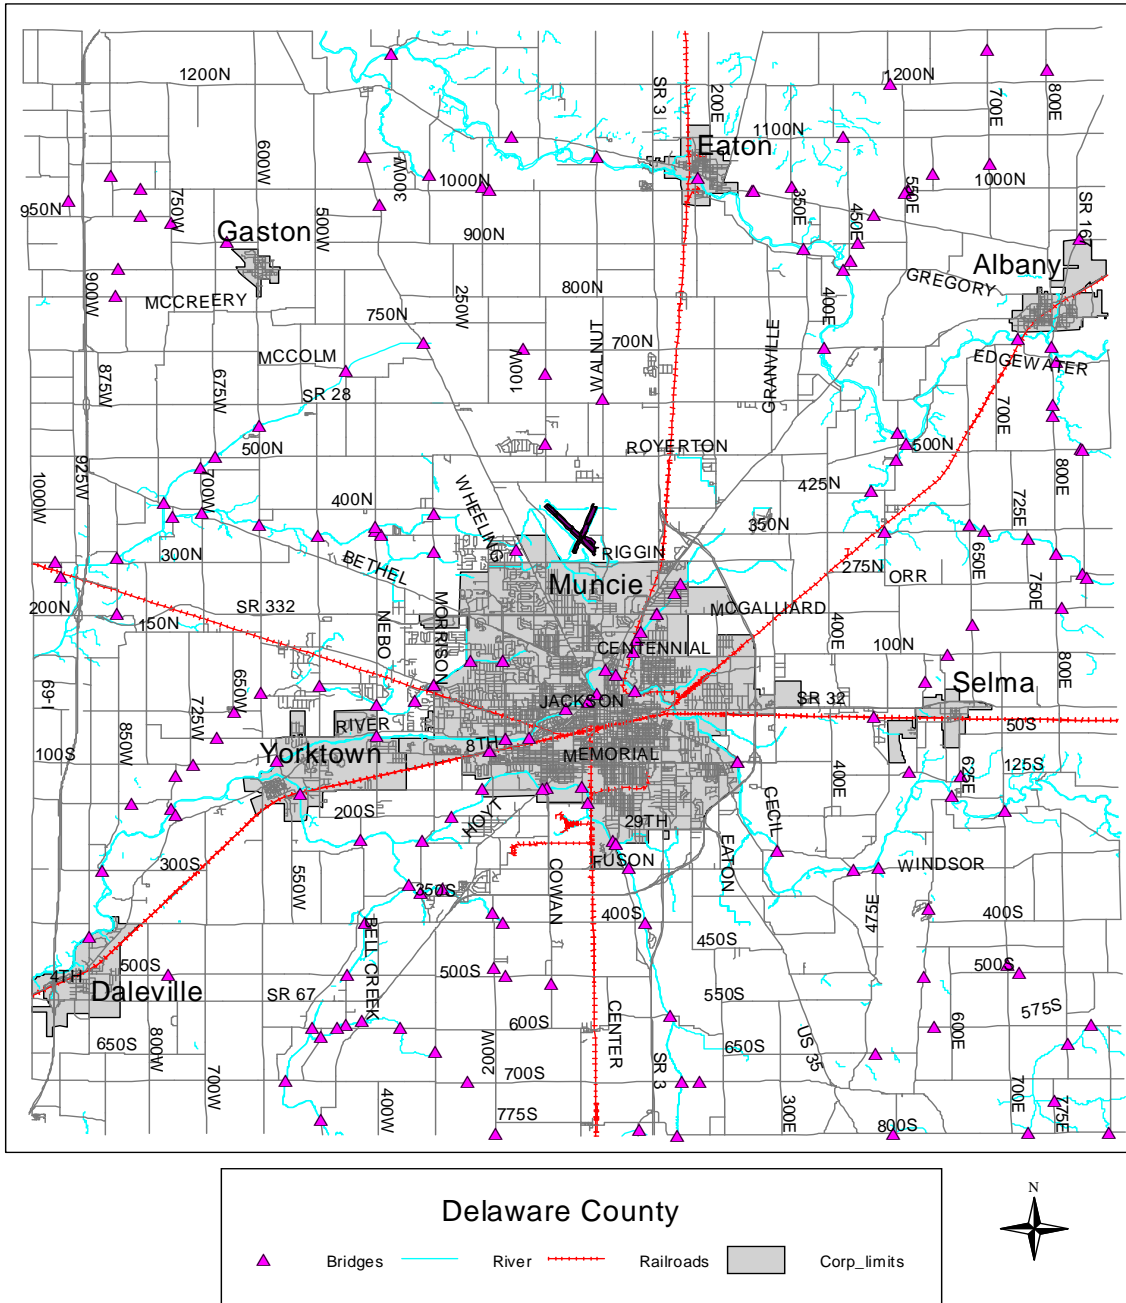 1200N
SR 3
200E
1200N
700E
800E
1100N
Eaton
600W
300W
1000N
350E
550E
1000N
950N
750W
500W
Gaston
900N
450E
SR 167
Albany
GREGORY
900W
MCCREERY
250W
800N
400E
750N
WALNUT
700N
GRANVILLE
MCCOLM
100W
EDGEWATER
875W
675W
SR 28
700E
500N
ROYERTON
500N
925W
1000W
700W
400N
WHEELING
425N
800E
350N
725E
300N
BETHEL
RIGGIN
275N
650E
Muncie
ORR
750E
200N
150N
SR 332
NEBO
MORRISON
MCGALLIARD
400E
CENTENNIAL
100N
800E
I-69
650W
Selma
725W
JACKSON
SR 32
RIVER
50S
850W
8TH
100S
Yorktown
MEMORIAL
400E
625E
125S
200S
HOYT
CECIL
29TH
300S
550W
FUSON
EATON
WINDSOR
350S
COWAN
475E
400S
400S
BELL CREEK
450S
500S
4TH
500S
500S
Daleville
SR 67
550S
575S
600S
CENTER
600E
650S
800W
200W
SR 3
650S
US 35
700W
700S
700E
400W
300E
775E
775S
800S
Delaware County
N
Bridges
River
Railroads
Corp_limits